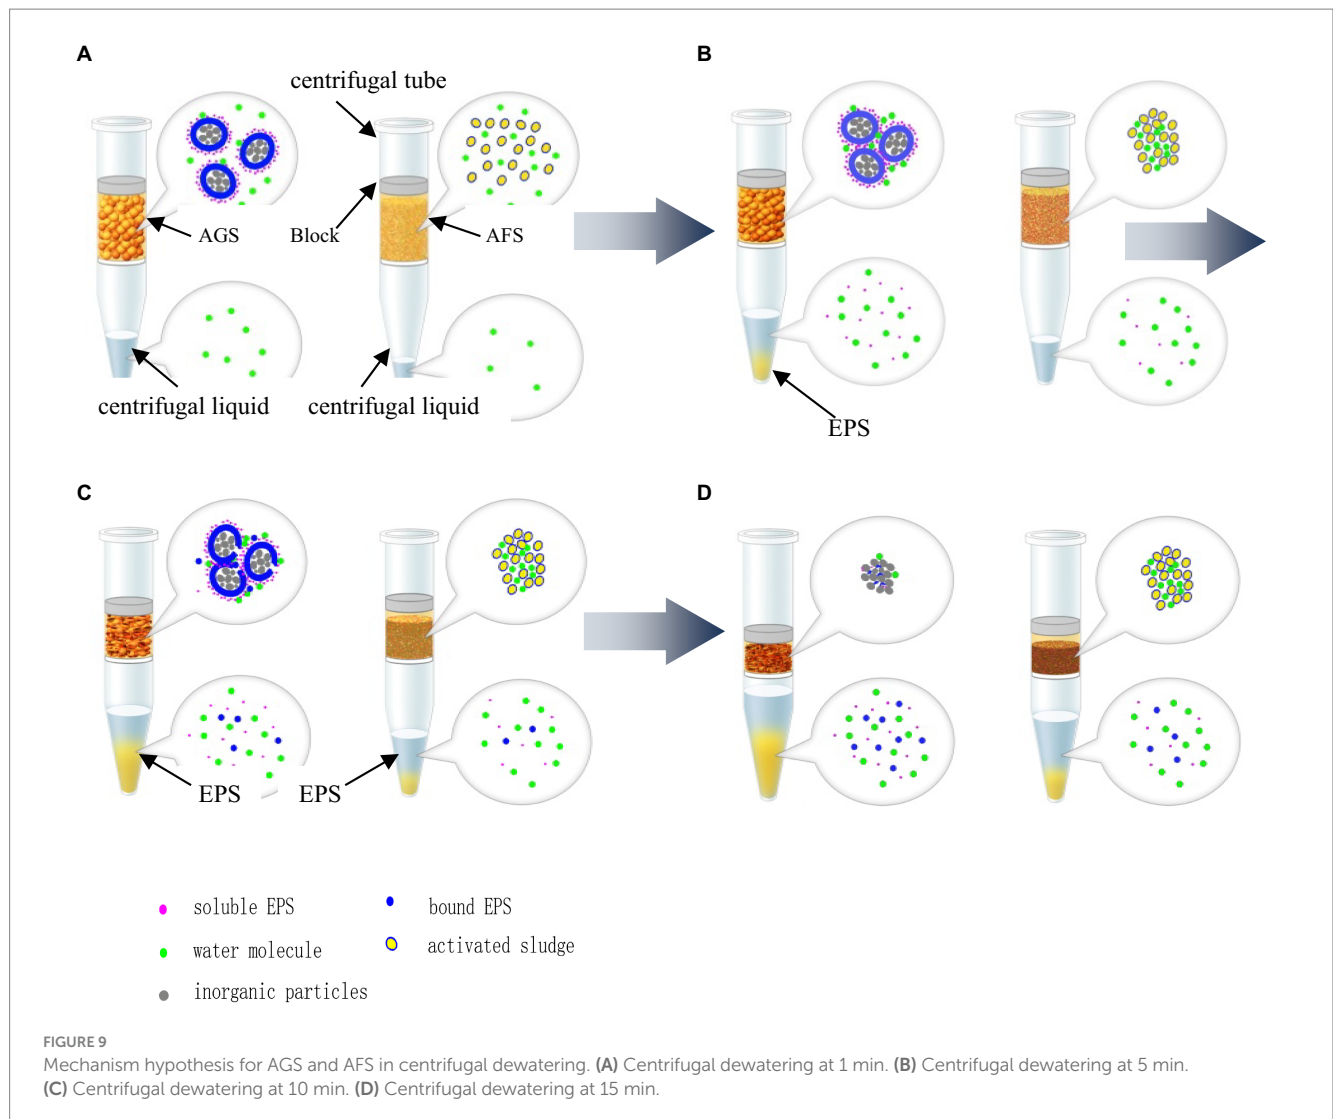 A
centrifugal tube
B
AGS
Block
AFS
centrifugal liquid
centrifugal liquid
EPS
C
D
EPS
EPS
soluble EPS
bound EPS
water molecule
activated sludge
inorganic particles
FIGURE 9
Mechanism hypothesis for AGS and AFS in centrifugal dewatering. (A) Centrifugal dewatering at 1 min. (B) Centrifugal dewatering at 5 min.
(C) Centrifugal dewatering at 10 min. (D) Centrifugal dewatering at 15 min.